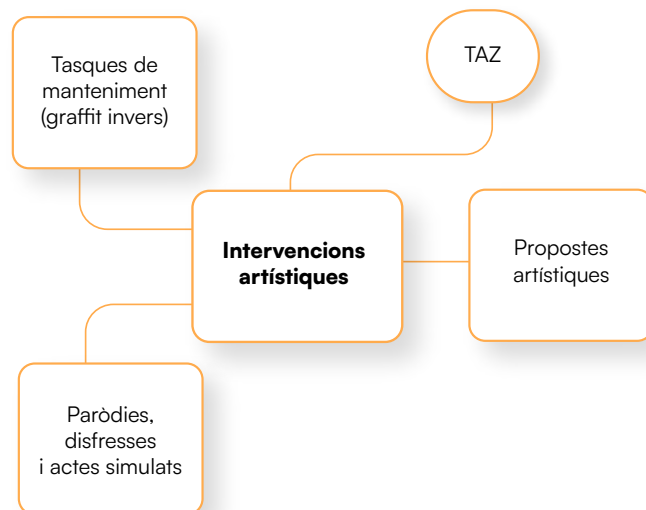 Tasques de
manteniment
(graffit invers)
TAZ
Intervencions
artístiques
Propostes
artístiques
Paròdies,
disfresses
i actes simulats